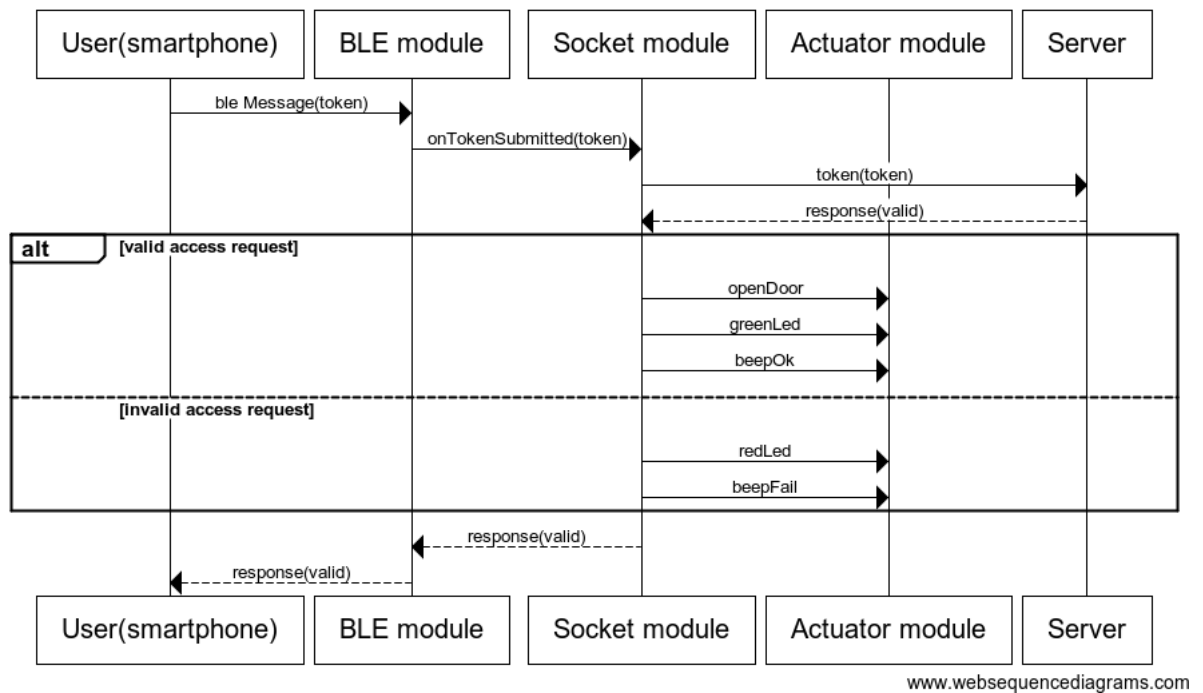 User(smartphone)
BLE module
Socket module
Actuator module
Server
ble Message(token)
onTokenSubmitted(token)
token(token)
response(valid)
alt
[valid access request]
openDoor
greenLed
beepOk
[invalid access request]
redLed
beepFail
response(valid)
response(valid)
User(smartphone)
BLE module
Socket module
Actuator module
Server
www.websequencediagrams.com